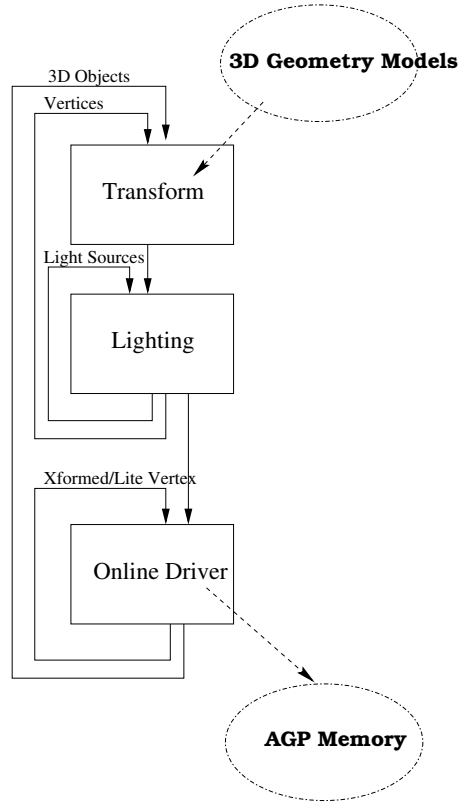 3D Objects
3D Geometry Models
Vertices
Transform
Light Sources
Lighting
Xformed/Lite Vertex
Online Driver
AGP Memory